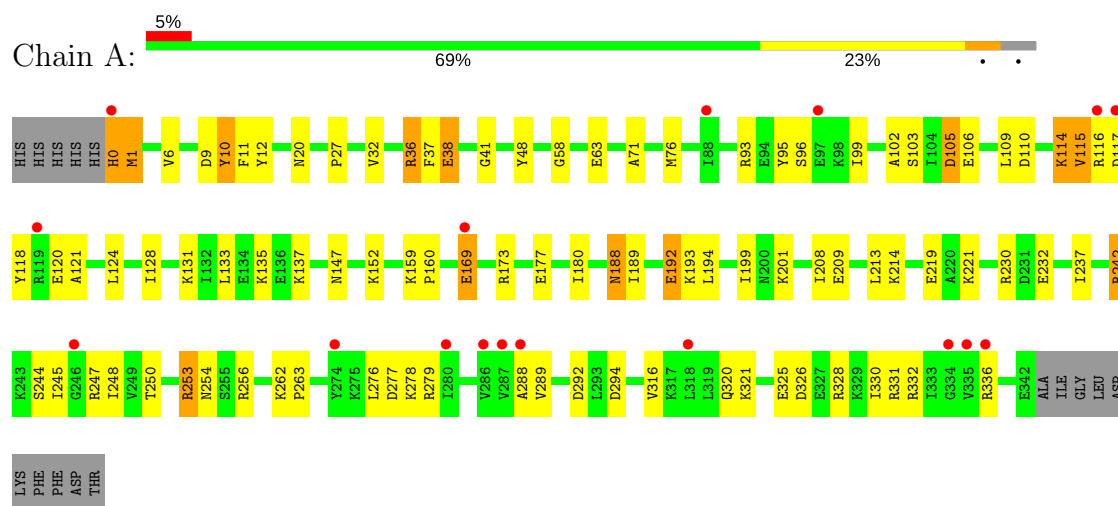 5%
Chain A:
69% 23% • •
HIS HIS HIS HIS HIS H0 M1 V6 D9 Y10 F11 Y12 N20 P27 V32 R36 F37 E38 G41 Y48 G58 E63 A71 M76 I88 R93 E94 Y95 S96 E97 K98 I99 A102 S103 I104 D105 E106 L109 D110 K114 V115 R116
Y118 R119 E120 A121 L124 I128 K131 I132 L133 E134 K135 E136 K137 N147 K152 K159 P160 E169 R173 E177 I180 N188 I189 E192 K193 L194 I199 N200 K201 I208 E209 L213 K214 E219 A220 K221 R230 D231 E232 I237
K243 S244 I245 G246 R247 I248 V249 T250 R253 N254 S255 R256 K262 P263 Y274 K275 L276 D277 K278 R279 I280 V286 V287 A288 V289 D292 L293 D294 V316 K317 L318 L319 Q320 K321 E325 D326 E327 R328 K329 I330 R331 R332 I333 G334 V335 R336 E342 ALA ILE GLY LEU ASP
LYS PHE PHE ASP THR